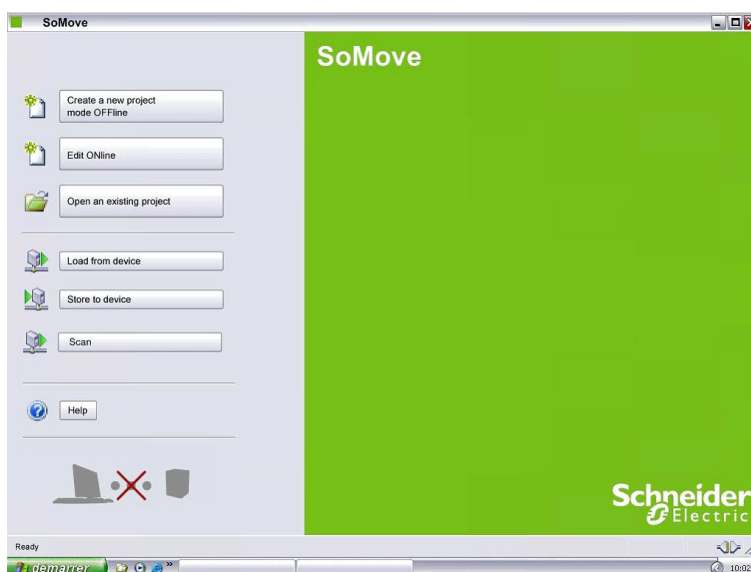 SoMove
SoMove
Create a new project
mode OFFline
Edit ONline
Open an existing project
Load from device
Store to device
Scan
Help
Schneider
Electric
Ready
démarrer
10:02